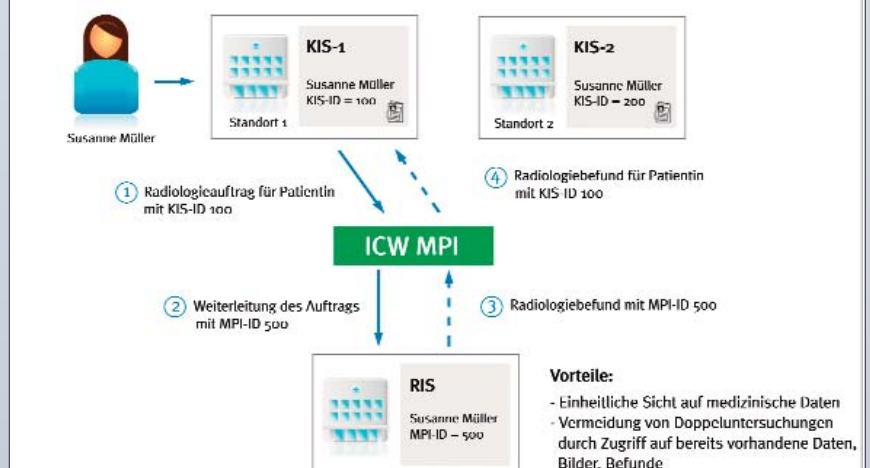 KIS-1
Susanne Müller
KIS-ID = 100
Standort 1
KIS-2
Susanne Müller
KIS-ID = 200
Standort 2
Susanne Müller
1 Radiologieauftrag für Patientin
mit KIS-ID 100
4 Radiologiebefund für Patientin
mit KIS-ID 100
ICW MPI
2 Weiterleitung des Auftrags
mit MPI-ID 500
3 Radiologiebefund mit MPI-ID 500
RIS
Susanne Müller
MPI-ID = 500
Vorteile:
- Einheitliche Sicht auf medizinische Daten
- Vermeidung von Doppeluntersuchungen
durch Zugriff auf bereits vorhandene Daten,
Bilder, Befunde